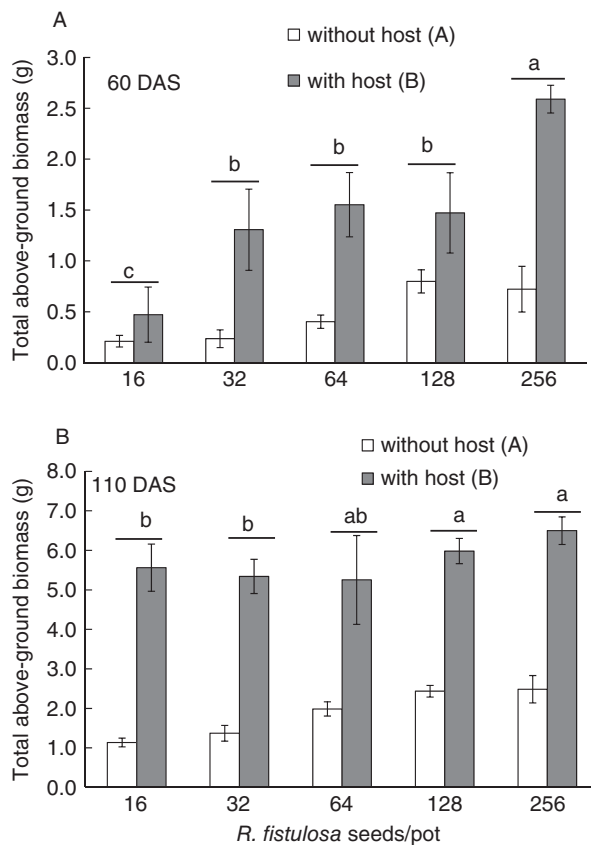 A
without host (A)
with host (B)
60 DAS
Total above-ground biomass (g)
3.0
2.5
2.0
1.5
1.0
0.5
0.0
c
b
b
b
a
16 32 64 128 256
B
without host (A)
with host (B)
110 DAS
Total above-ground biomass (g)
8.0
7.0
6.0
5.0
4.0
3.0
2.0
1.0
0.0
b
b
ab
a
a
16 32 64 128 256
R. fistulosa seeds/pot